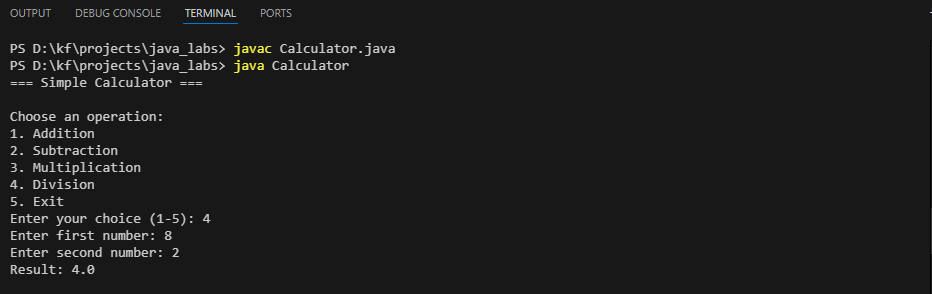 OUTPUT DEBUG CONSOLE TERMINAL PORTS
PS D:\kf\projects\java_labs> javac Calculator.java
PS D:\kf\projects\java_labs> java Calculator
=== Simple Calculator ===
Choose an operation:
1. Addition
2. Subtraction
3. Multiplication
4. Division
5. Exit
Enter your choice (1-5): 4
Enter first number: 8
Enter second number: 2
Result: 4.0